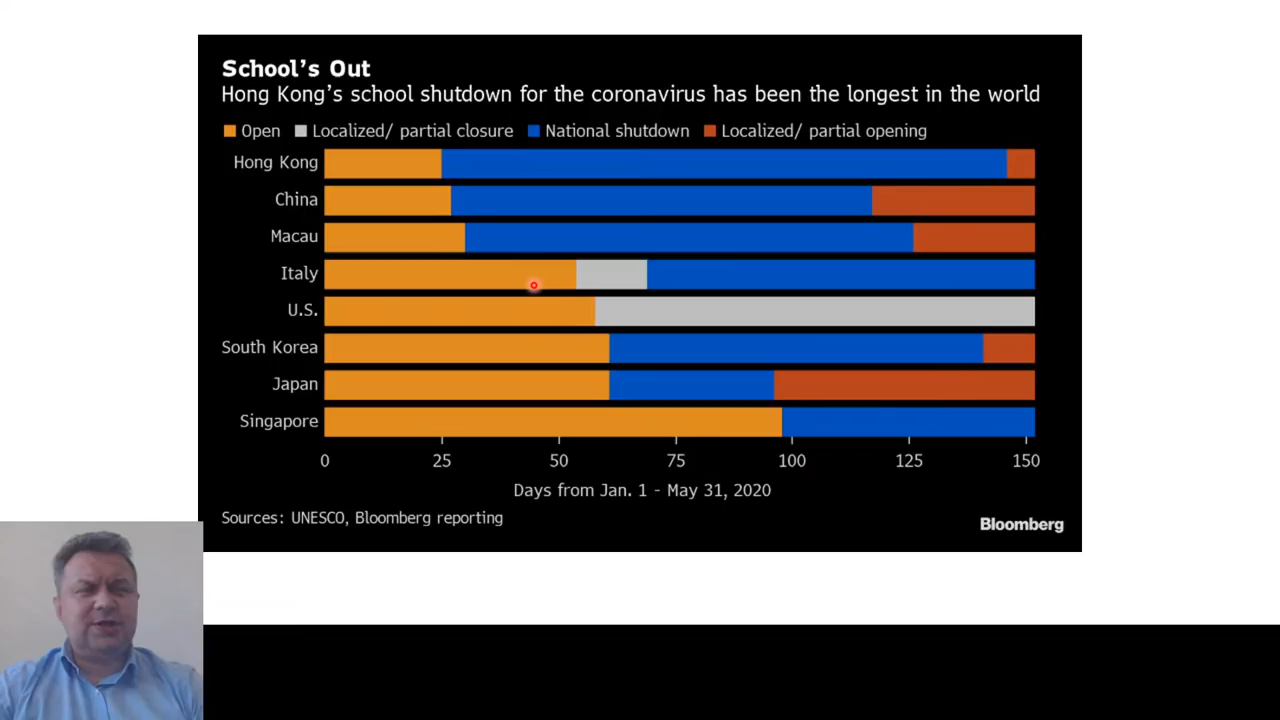 School's Out
Hong Kong's school shutdown for the coronavirus has been the longest in the world
Open Localized/ partial closure National shutdown Localized/ partial opening
Hong Kong
China
Macau
Italy
U.S.
South Korea
Japan
Singapore
0 25 50 75 100 125 150
Days from Jan. 1 - May 31, 2020
Sources: UNESCO, Bloomberg reporting
Bloomberg